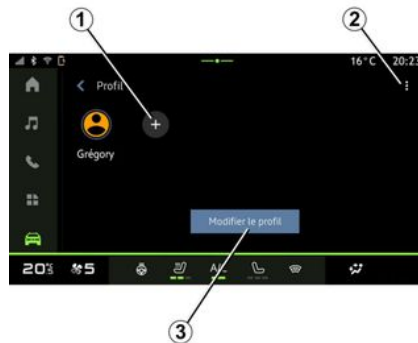 1
2
16°C 20:23
Profil
Grégory
Modifier le profil
20°5 5 A/C
3